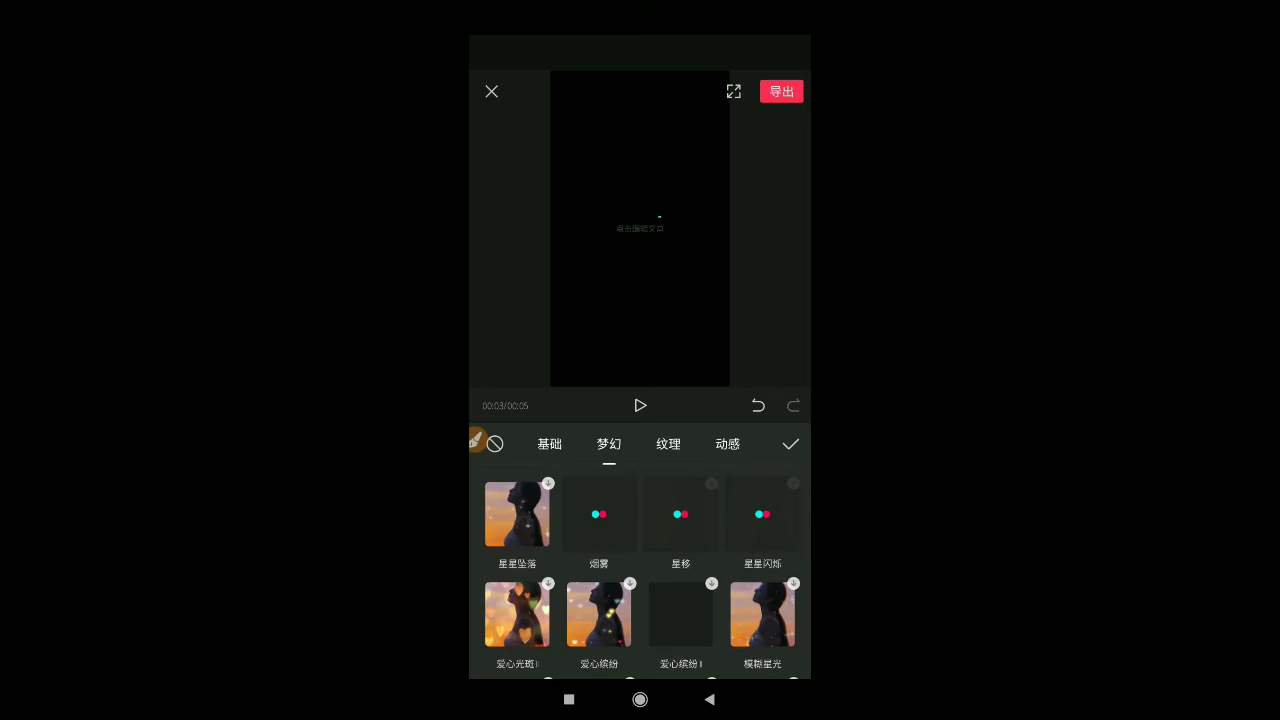 导出
点击编辑文本
00:03/00:05
基础 梦幻 纹理 动感
星星坠落 烟雾 星移 星星闪烁
爱心光斑 II 爱心缤纷 爱心缤纷 II 模糊星光